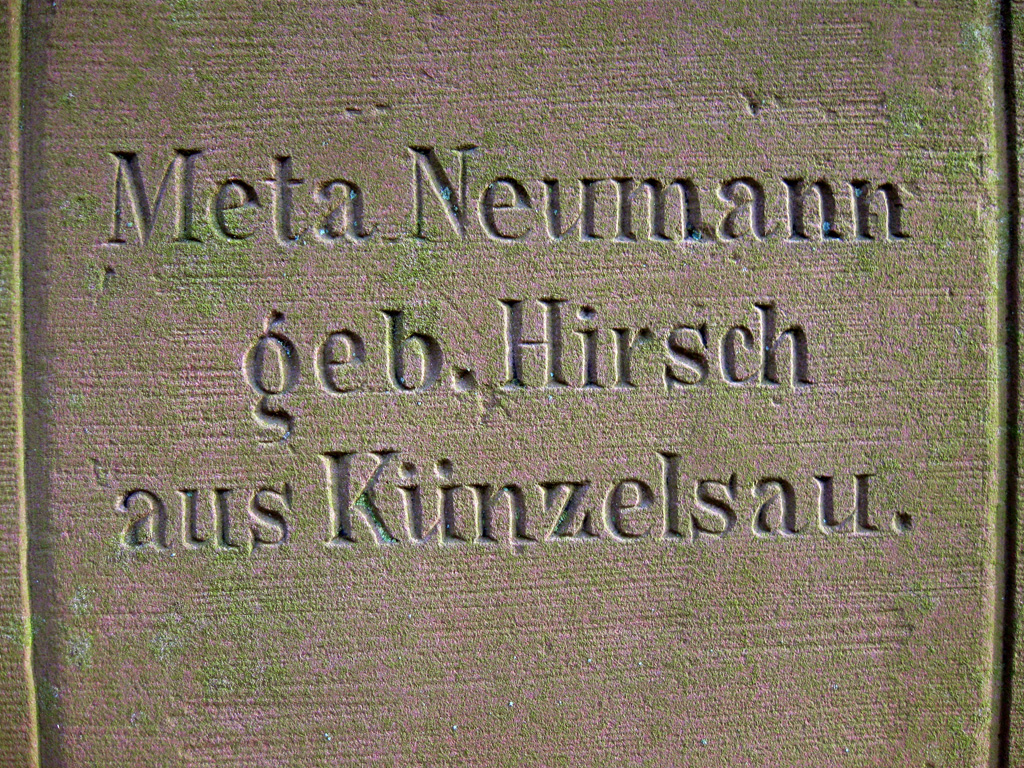 Meta Neumann
geb. Hirsch
aus Künzelsau.